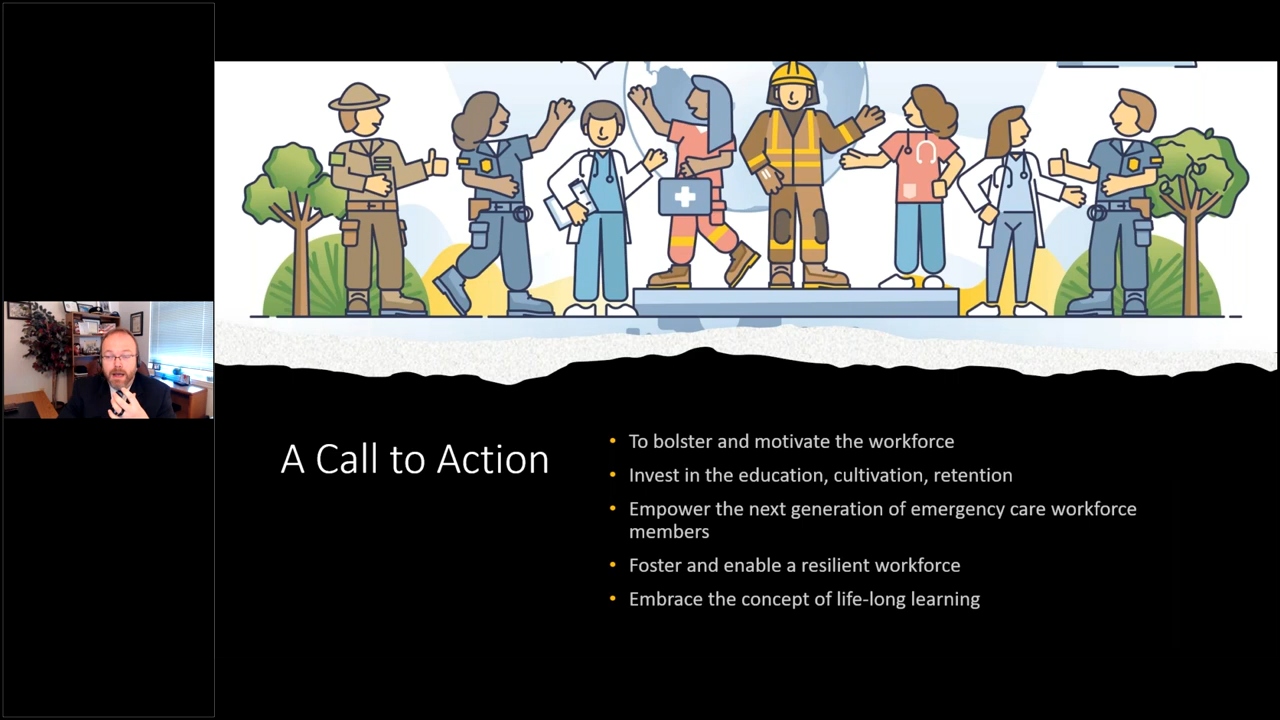 A Call to Action
To bolster and motivate the workforce
Invest in the education, cultivation, retention
Empower the next generation of emergency care workforce
members
Foster and enable a resilient workforce
Embrace the concept of life-long learning